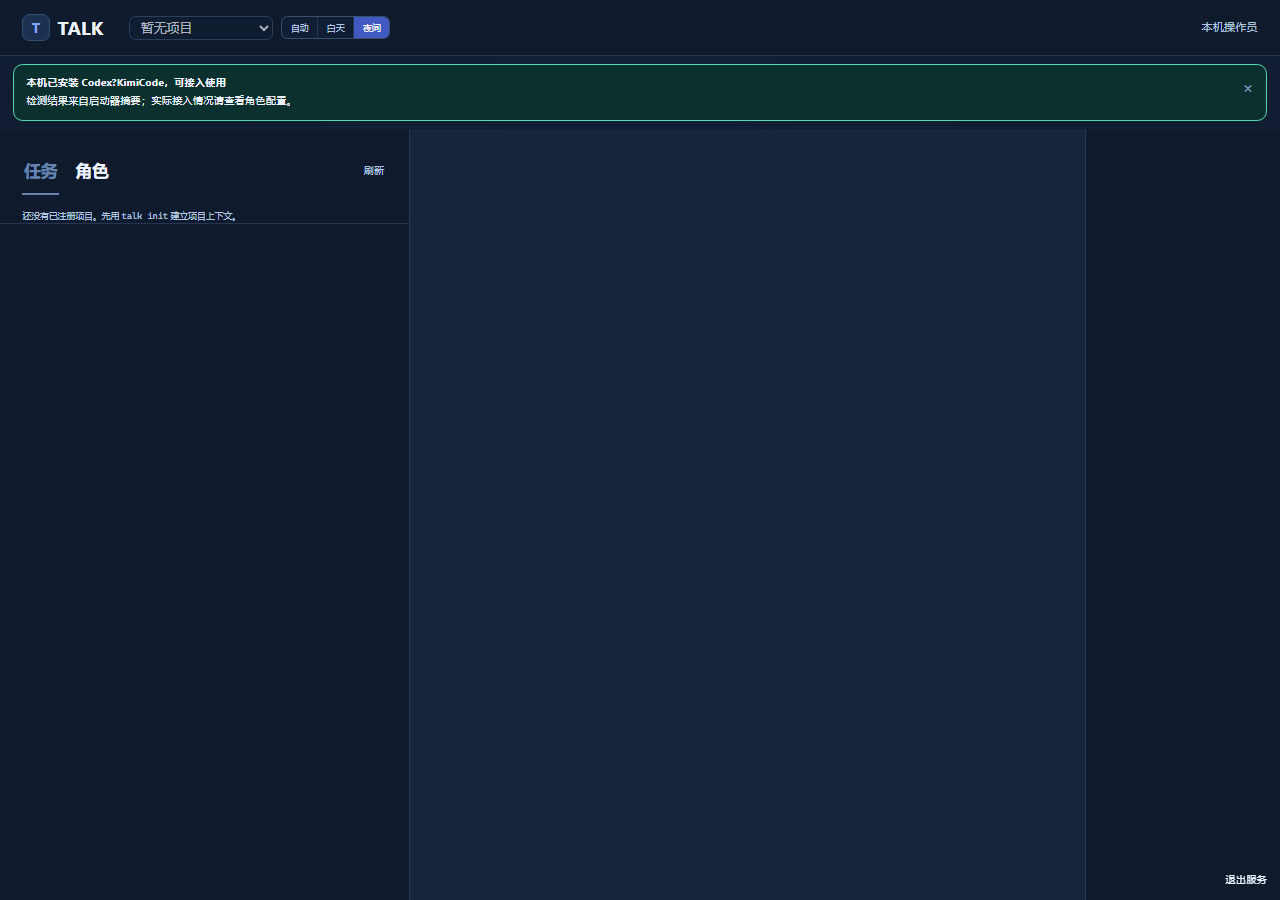 T TALK 暂无项目 自动 白天 夜间 本机操作员
本机已安装 Codex?KimiCode，可接入使用
检测结果来自启动器摘要；实际接入情况请查看角色配置。
×
任务 角色 刷新
还没有已注册项目。先用 talk init 建立项目上下文。
退出服务